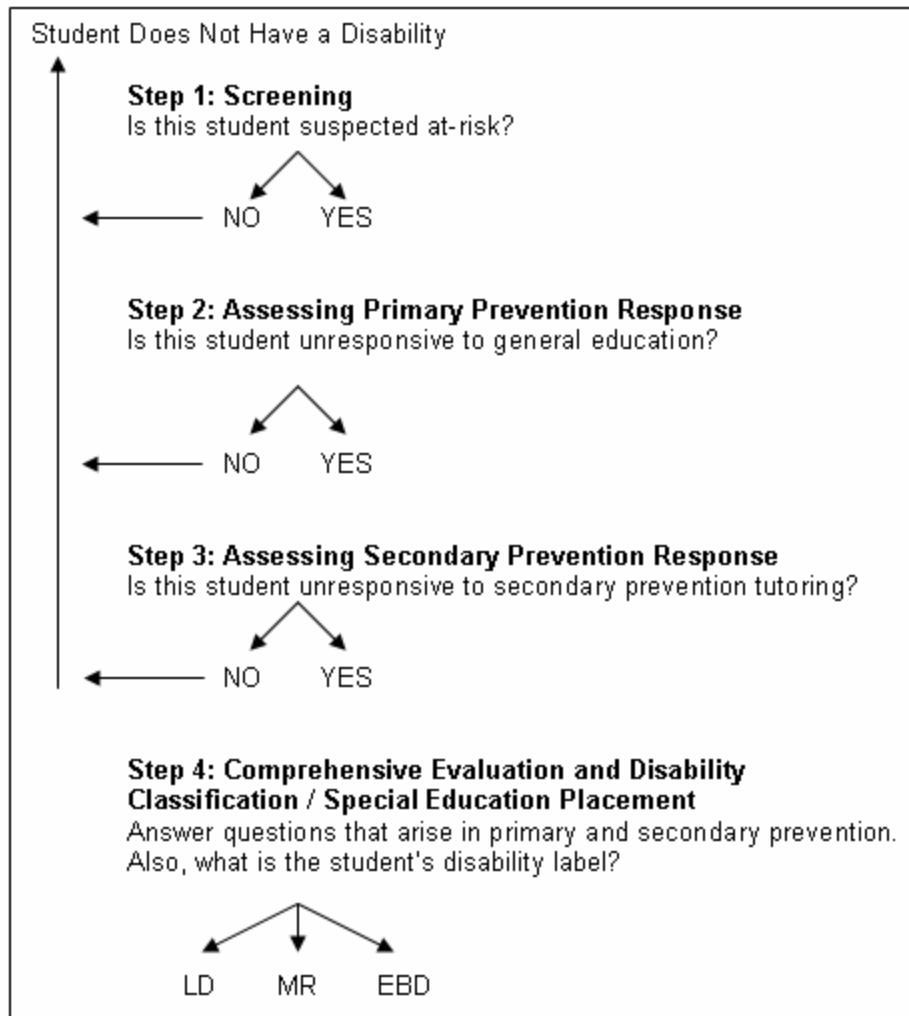 Student Does Not Have a Disability
Step 1: Screening
Is this student suspected at-risk?
NO YES
Step 2: Assessing Primary Prevention Response
Is this student unresponsive to general education?
NO YES
Step 3: Assessing Secondary Prevention Response
Is this student unresponsive to secondary prevention tutoring?
NO YES
Step 4: Comprehensive Evaluation and Disability
Classification / Special Education Placement
Answer questions that arise in primary and secondary prevention.
Also, what is the student's disability label?
LD MR EBD